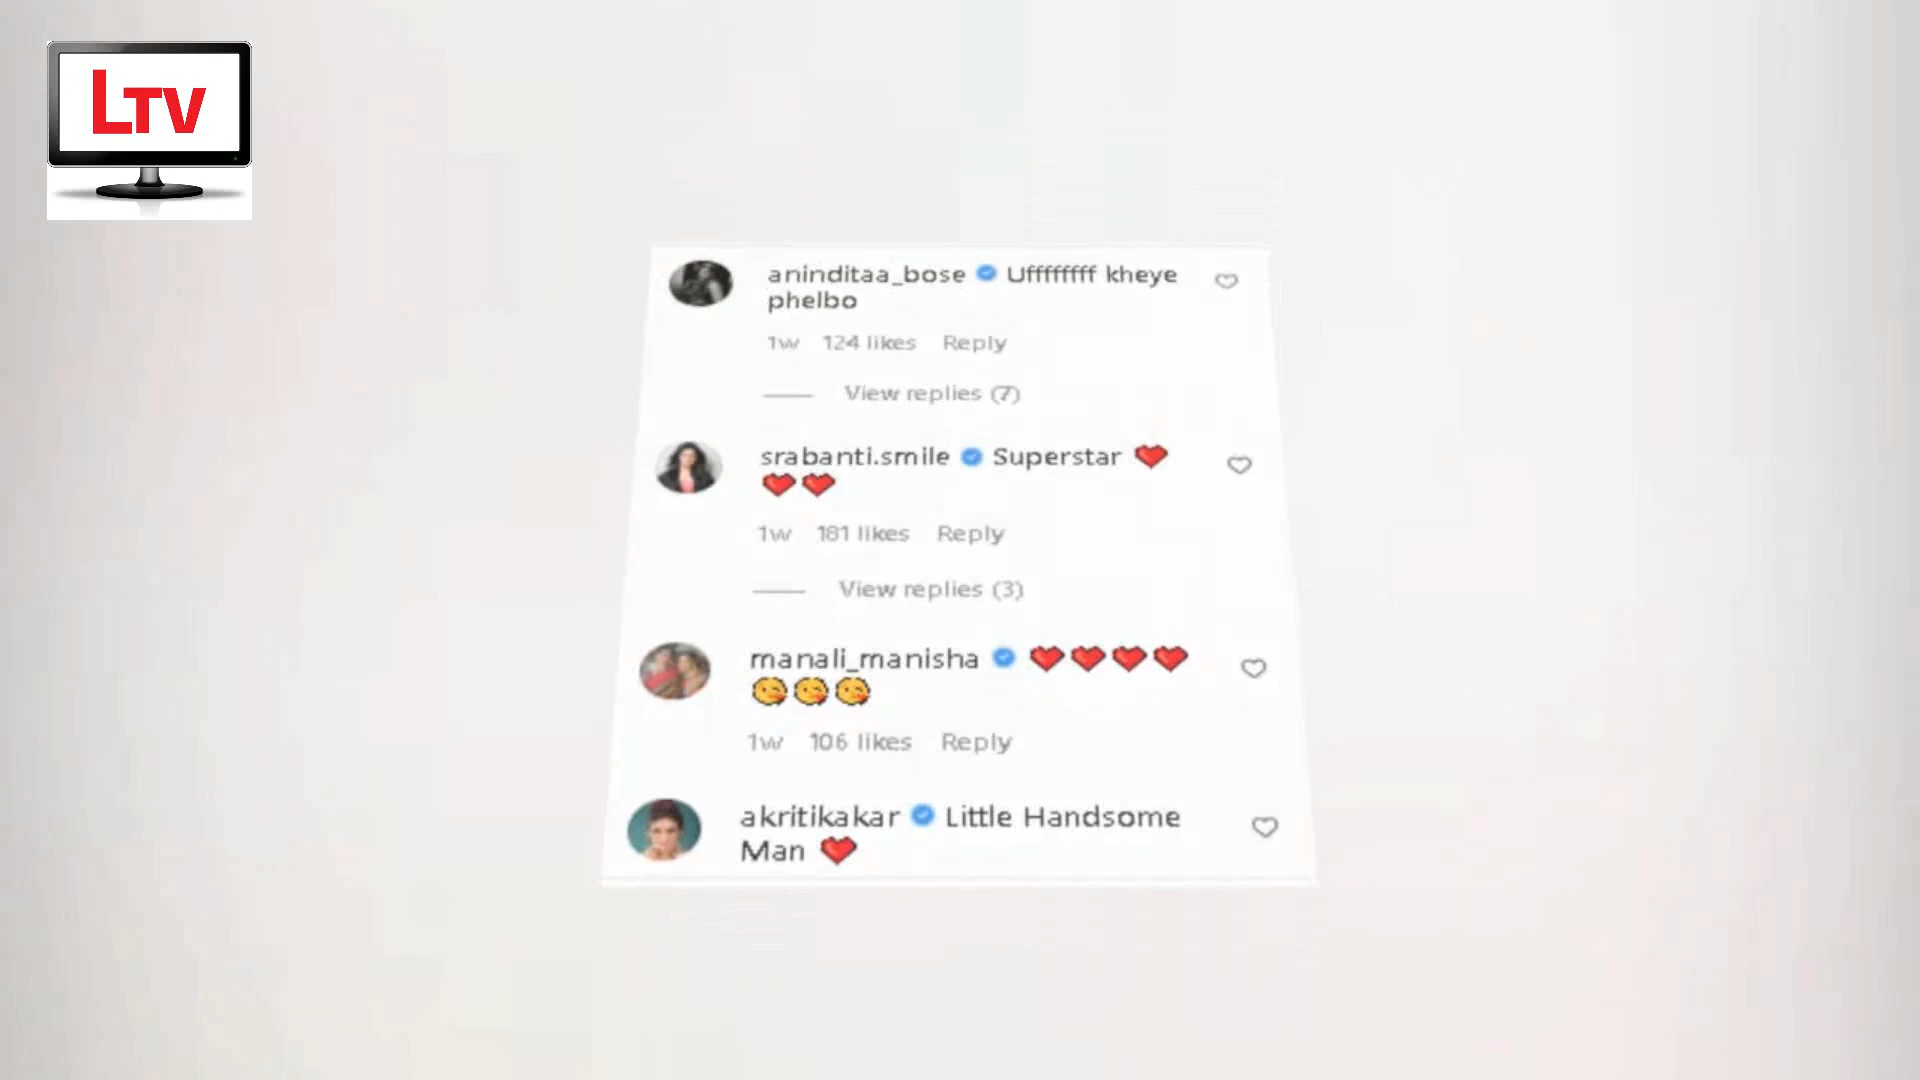 LTV
aninditaa_bose Ufffffffff kheye
phelbo
1w 124 likes Reply
View replies (7)
srabanti.smile Superstar ❤️
❤️❤️
1w 181 likes Reply
View replies (3)
manali_manisha ❤️❤️❤️❤️
😘😘😘
1w 106 likes Reply
akritikakar Little Handsome
Man ❤️